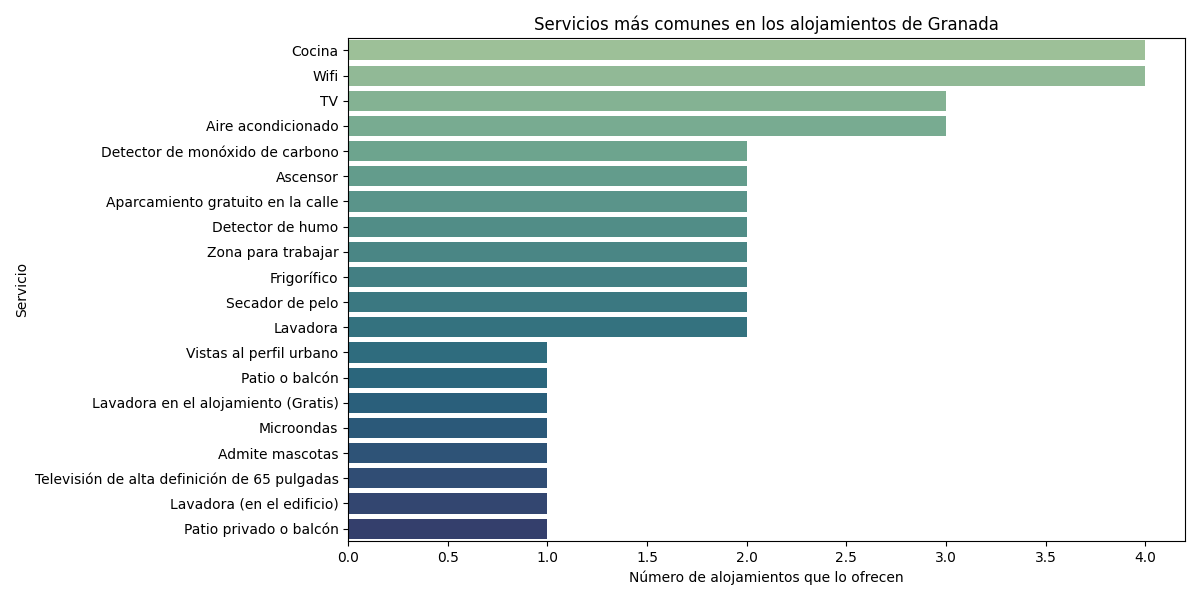 Servicios más comunes en los alojamientos de Granada
Servicio
Cocina
Wifi
TV
Aire acondicionado
Detector de monóxido de carbono
Ascensor
Aparcamiento gratuito en la calle
Detector de humo
Zona para trabajar
Frigorífico
Secador de pelo
Lavadora
Vistas al perfil urbano
Patio o balcón
Lavadora en el alojamiento (Gratis)
Microondas
Admite mascotas
Televisión de alta definición de 65 pulgadas
Lavadora (en el edificio)
Patio privado o balcón
0.0 0.5 1.0 1.5 2.0 2.5 3.0 3.5 4.0
Número de alojamientos que lo ofrecen